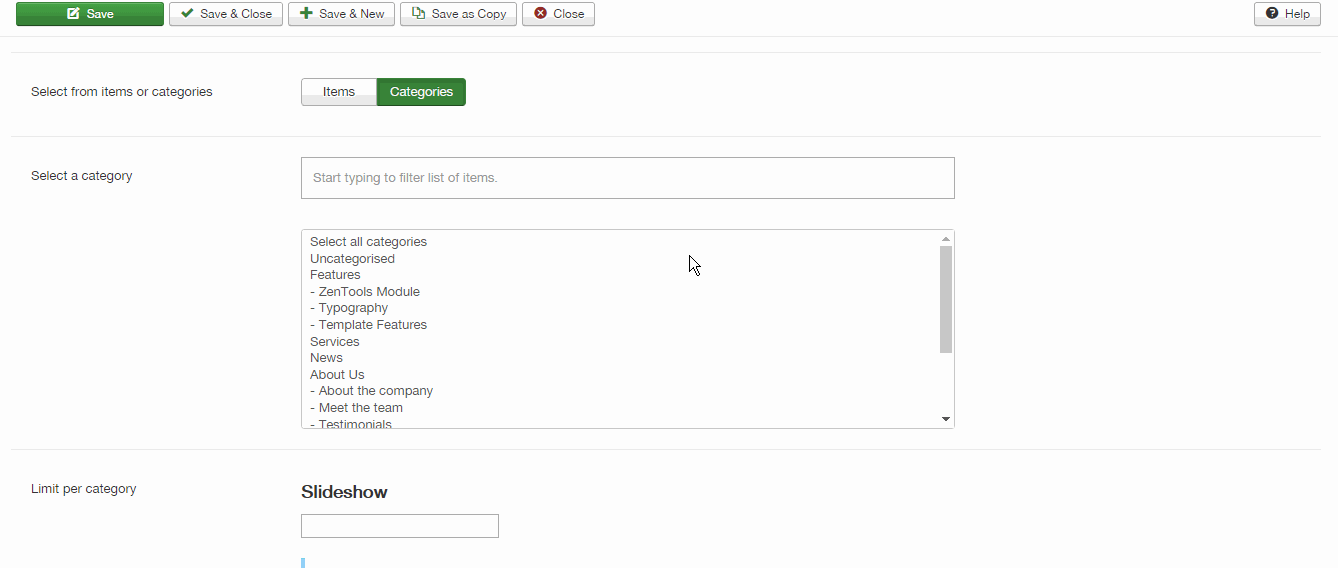 Save Save & Close Save & New Save as Copy Close Help
Select from items or categories Items Categories
Select a category Start typing to filter list of items.
Select all categories
Uncategorised
Features
- ZenTools Module
- Typography
- Template Features
Services
News
About Us
- About the company
- Meet the team
- Testimonials
Limit per category Slideshow